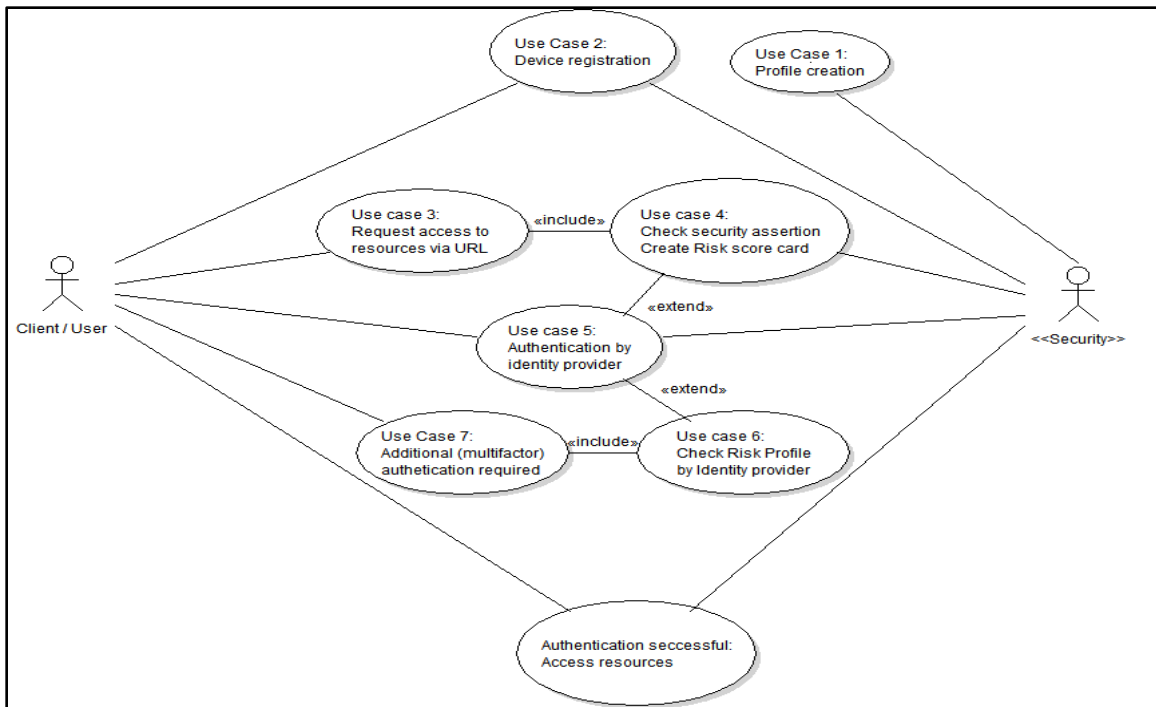 Use Case 2:
Device registration
Use Case 1:
Profile creation
Use case 3:
Request access to
resources via URL
«include»
Use case 4:
Check security assertion
Create Risk score card
«extend»
Client / User
Use case 5:
Authentication by
identity provider
<<Security>>
«extend»
Use Case 7:
Additional (multifactor)
authetication required
«include»
Use case 6:
Check Risk Profile
by Identity provider
Authentication seccessful:
Access resources